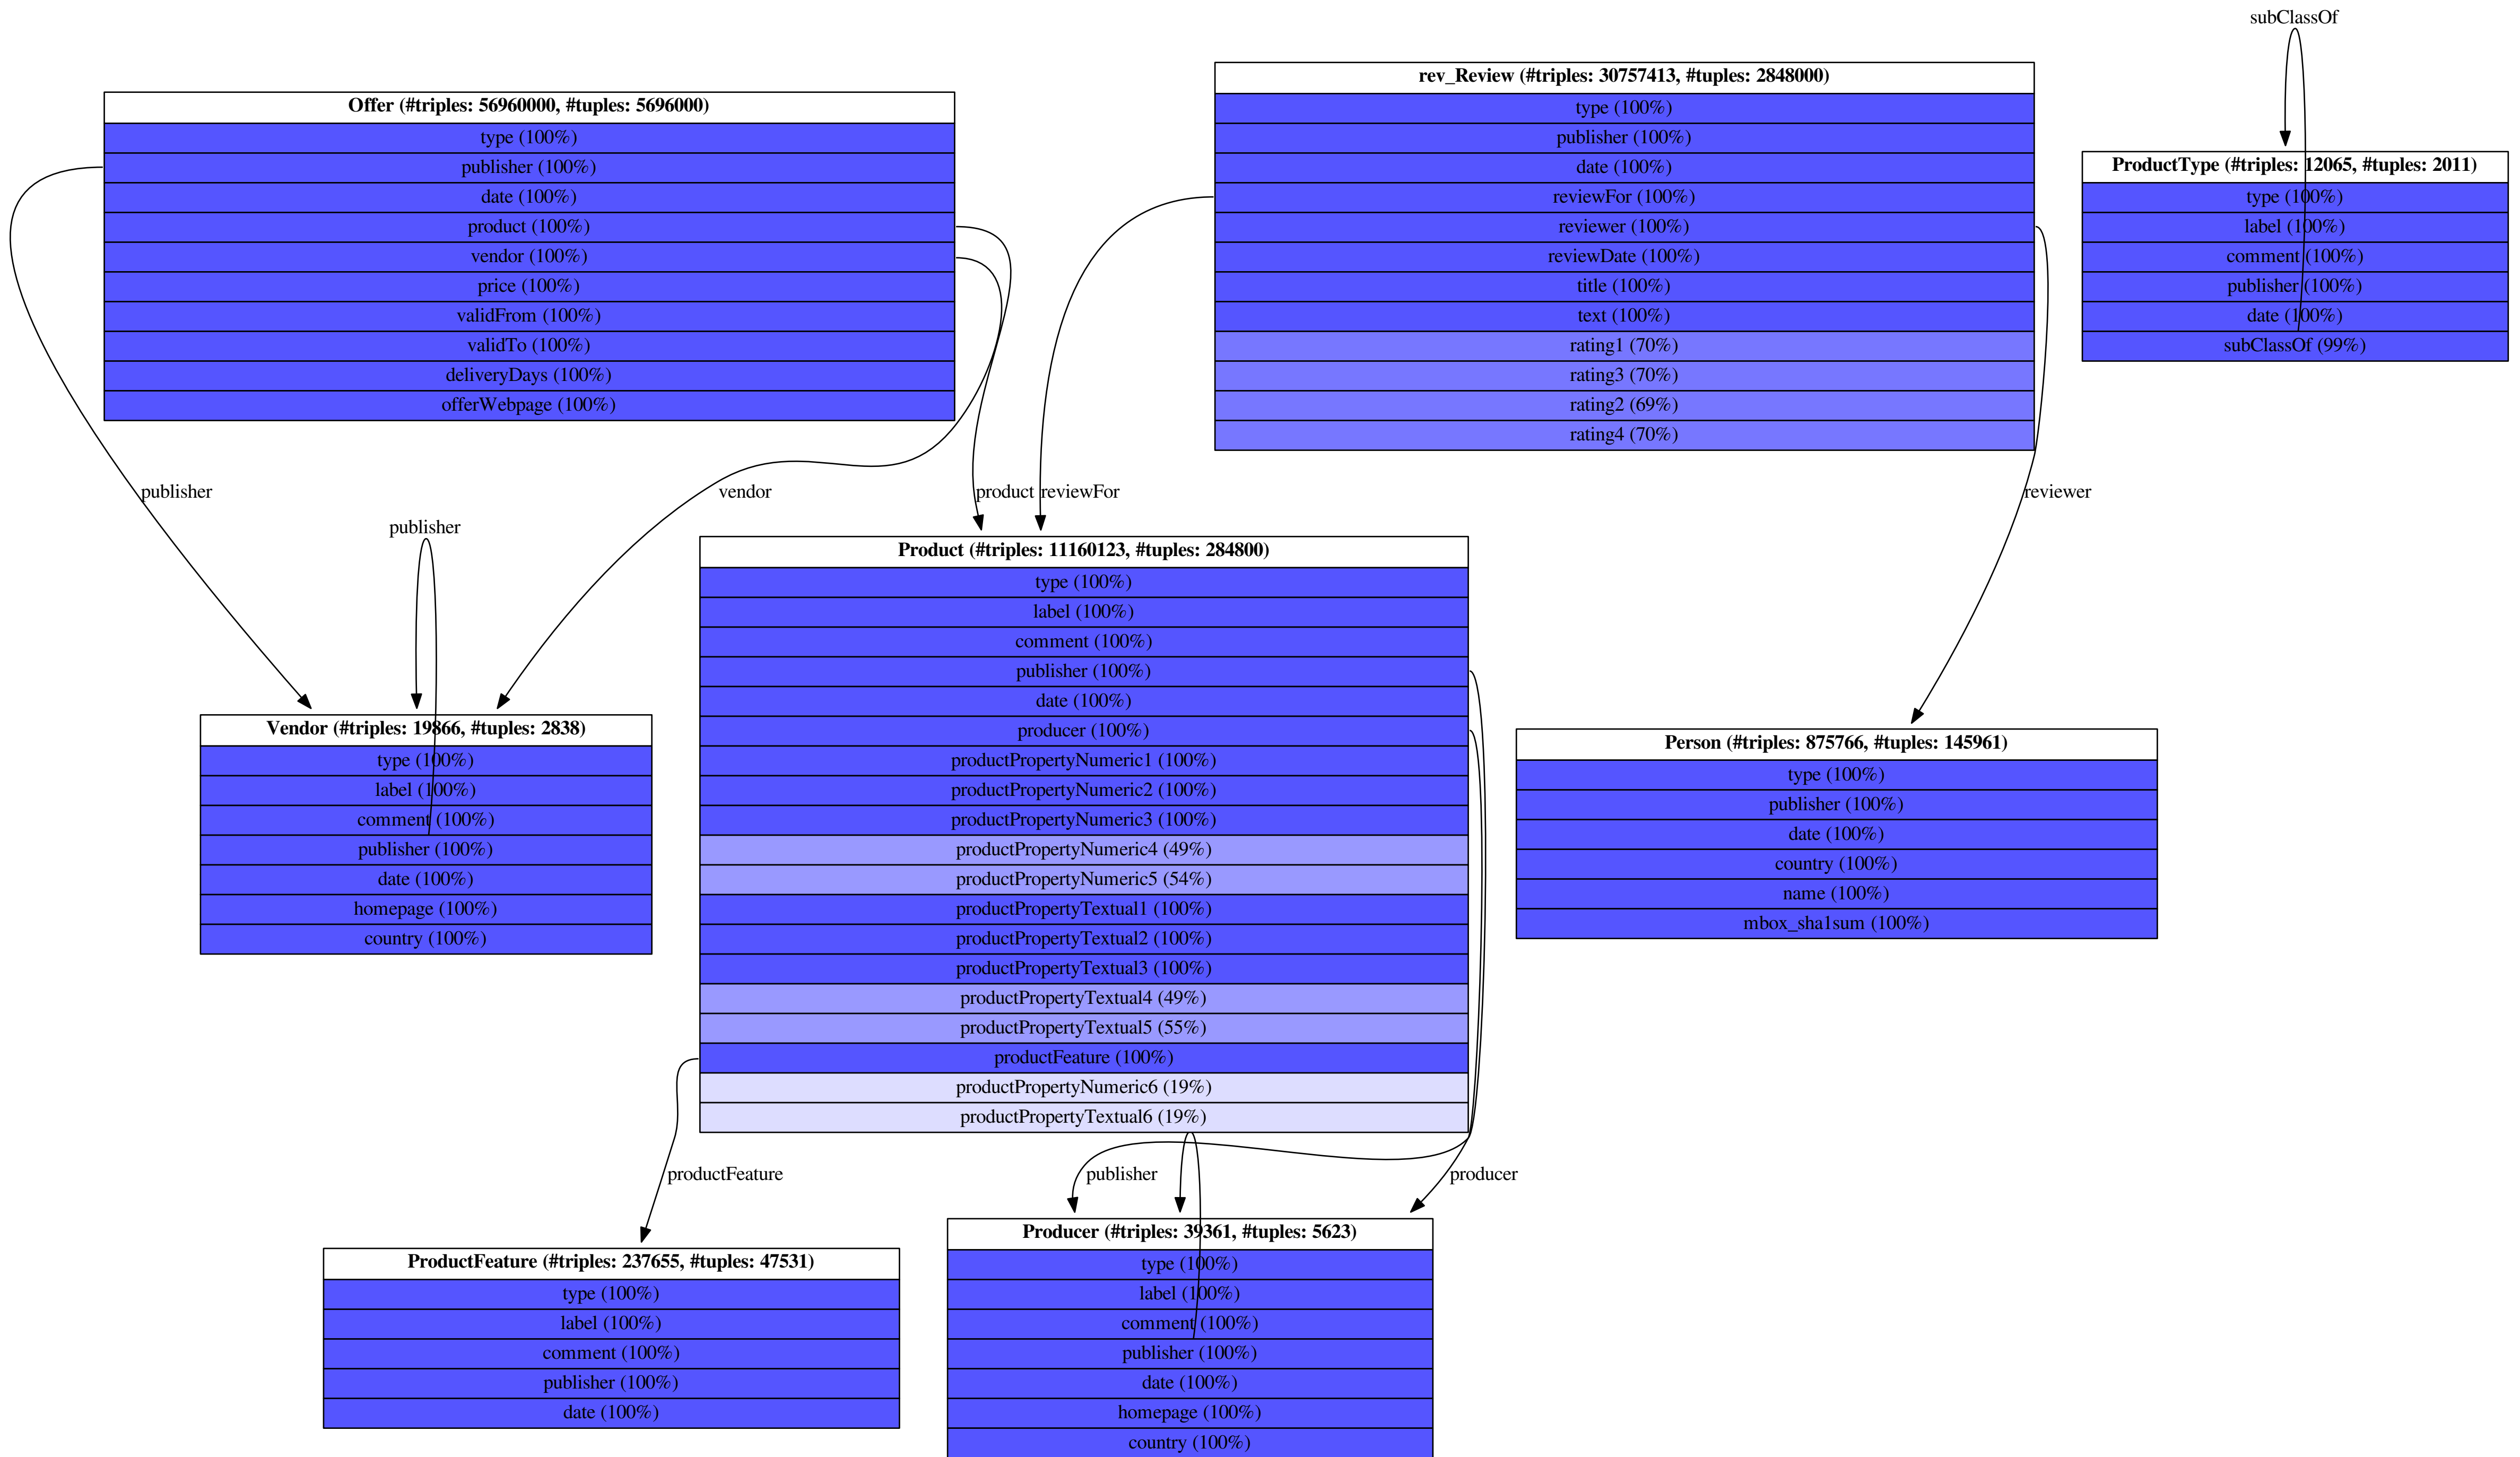 subClassOf
Offer (#triples: 56960000, #tuples: 5696000)
type (100%)
publisher (100%)
date (100%)
product (100%)
vendor (100%)
price (100%)
validFrom (100%)
validTo (100%)
deliveryDays (100%)
offerWebpage (100%)
rev_Review (#triples: 30757413, #tuples: 2848000)
type (100%)
publisher (100%)
date (100%)
reviewFor (100%)
reviewer (100%)
reviewDate (100%)
title (100%)
text (100%)
rating1 (70%)
rating3 (70%)
rating2 (69%)
rating4 (70%)
ProductType (#triples: 12065, #tuples: 2011)
type (100%)
label (100%)
comment (100%)
publisher (100%)
date (100%)
subClassOf (99%)
publisher
vendor
product
reviewFor
reviewer
publisher
Vendor (#triples: 19866, #tuples: 2838)
type (100%)
label (100%)
comment (100%)
publisher (100%)
date (100%)
homepage (100%)
country (100%)
Product (#triples: 11160123, #tuples: 284800)
type (100%)
label (100%)
comment (100%)
publisher (100%)
date (100%)
producer (100%)
productPropertyNumeric1 (100%)
productPropertyNumeric2 (100%)
productPropertyNumeric3 (100%)
productPropertyNumeric4 (49%)
productPropertyNumeric5 (54%)
productPropertyTextual1 (100%)
productPropertyTextual2 (100%)
productPropertyTextual3 (100%)
productPropertyTextual4 (49%)
productPropertyTextual5 (55%)
productFeature (100%)
productPropertyNumeric6 (19%)
productPropertyTextual6 (19%)
Person (#triples: 875766, #tuples: 145961)
type (100%)
publisher (100%)
date (100%)
country (100%)
name (100%)
mbox_sha1sum (100%)
productFeature
publisher
producer
ProductFeature (#triples: 237655, #tuples: 47531)
type (100%)
label (100%)
comment (100%)
publisher (100%)
date (100%)
Producer (#triples: 39361, #tuples: 5623)
type (100%)
label (100%)
comment (100%)
publisher (100%)
date (100%)
homepage (100%)
country (100%)